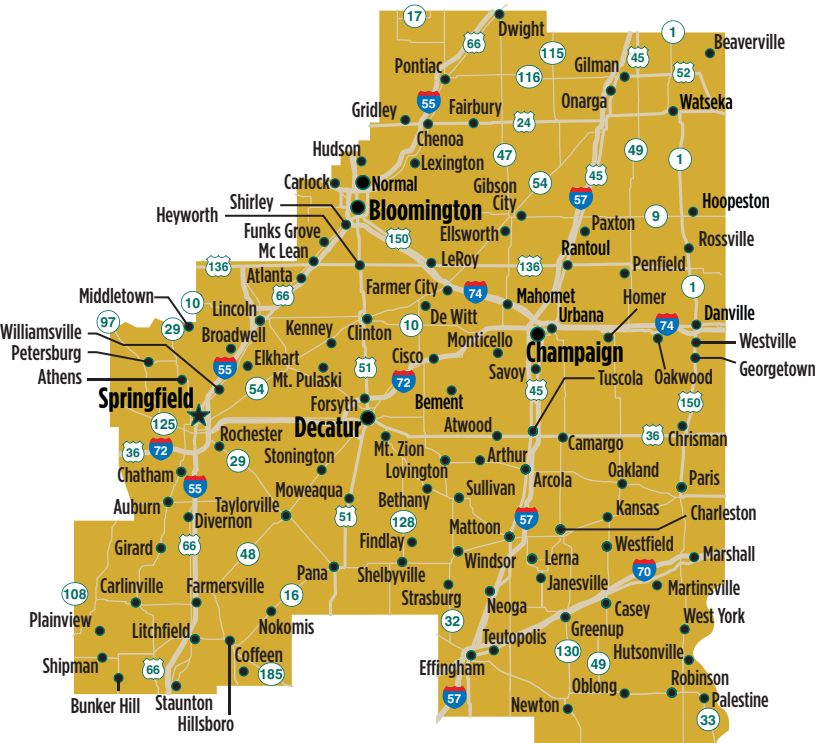 17
Dwight
66
1
Beaverville
115
45
Gilman
Pontiac
116
52
55
Onarga
Gridley
Fairbury
Watseka
24
Chenoa
Hudson
47
49
1
Lexington
45
Carlock
Normal
Gibson
City
54
57
Shirley
Bloomington
Hoopeston
9
Heyworth
Funks Grove
150
Ellsworth
Paxton
Rossville
Mc Lean
Rantoul
136
LeRoy
136
Penfield
Atlanta
66
Farmer City
74
1
Middletown
10
Mahomet
Homer
Lincoln
De Witt
Urbana
Danville
97
29
Kenney
Clinton
10
74
Williamsville
Broadwell
Monticello
Westville
Petersburg
Cisco
Champaign
Elkhart
55
51
Georgetown
Athens
Mt. Pulaski
72
Savoy
Tuscola
Oakwood
54
45
Springfield
Forsyth
Bement
150
125
Decatur
Atwood
Rochester
36
Chrisman
36
72
Mt. Zion
Camargo
29
Stonington
Lovington
Arthur
Chatham
Oakland
Arcola
Paris
55
Moweaqua
Bethany
Sullivan
Auburn
Taylorville
Kansas
Charleston
Divernon
51
128
57
Mattoon
Girard
66
Findlay
Westfield
48
Windsor
Lerna
Marshall
Pana
Shelbyville
70
Janesville
Carlinville
Farmersville
Martinsville
108
16
Strasburg
Neoga
Casey
Plainview
Nokomis
32
West York
Litchfield
Greenup
Teutopolis
130
Hutsonville
Coffeen
49
Shipman
66
Effingham
185
Robinson
Oblong
57
Palestine
Bunker Hill
Staunton
Newton
Hillsboro
33